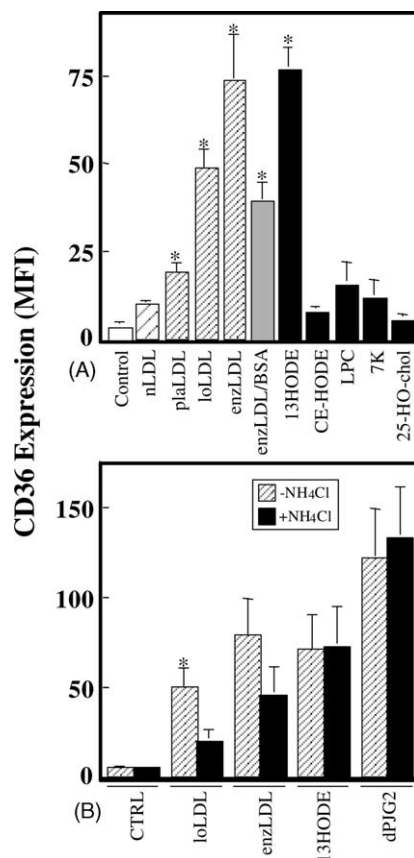 CD36 Expression (MFI)
100
75
50
25
0
*
*
*
*
*
(A)
Control
nLDL
plaLDL
loLDL
enzLDL
enzLDL/BSA
13HODE
CE-HODE
LPC
7K
25-HO-chol
150
100
50
0
-NH4Cl
+NH4Cl
*
(B)
CTRL
loLDL
enzLDL
13HODE
dPJG2